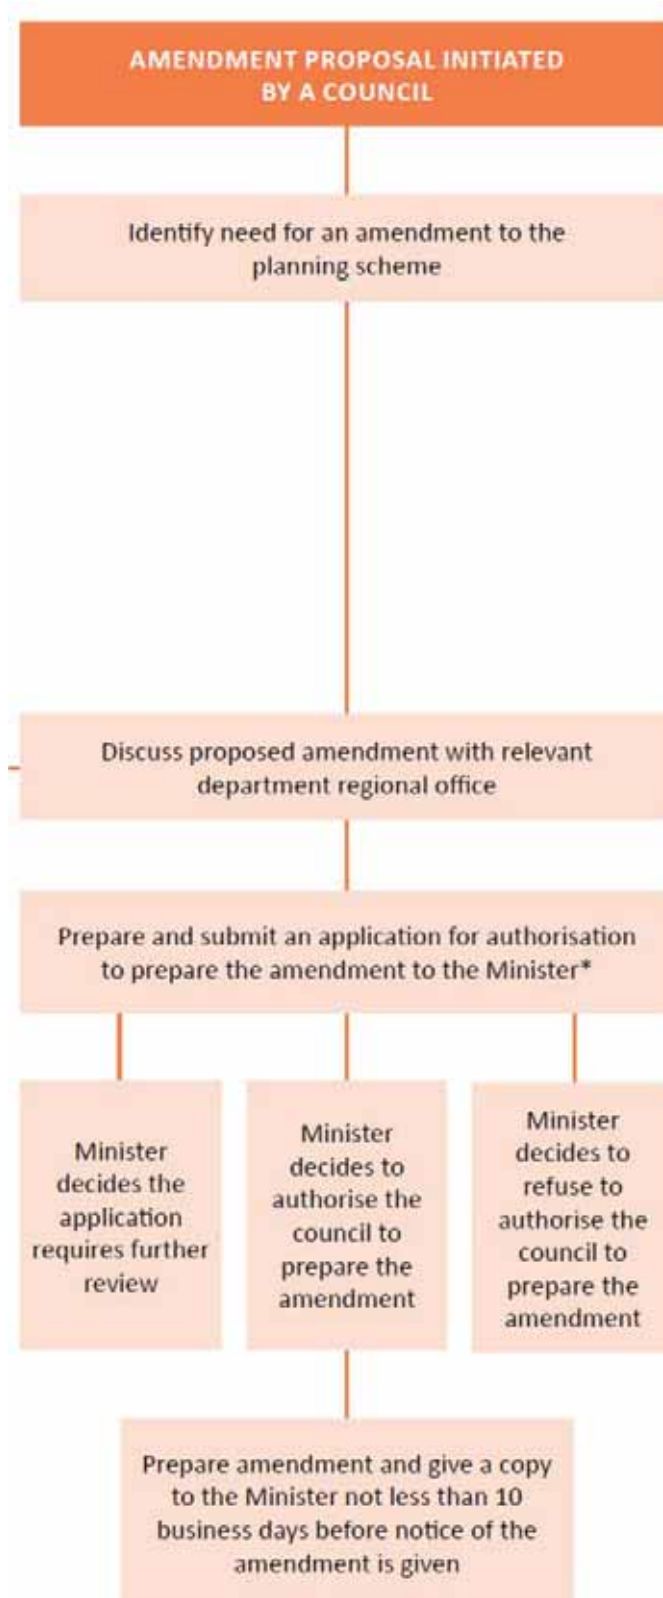 AMENDMENT PROPOSAL INITIATED
BY A COUNCIL
Identify need for an amendment to the
planning scheme
Discuss proposed amendment with relevant
department regional office
Prepare and submit an application for authorisation
to prepare the amendment to the Minister*
Minister
decides the
application
requires further
review
Minister
decides to
authorise the
council to
prepare the
amendment
Minister
decides to
refuse to
authorise the
council to
prepare the
amendment
Prepare amendment and give a copy
to the Minister not less than 10
business days before notice of the
amendment is given